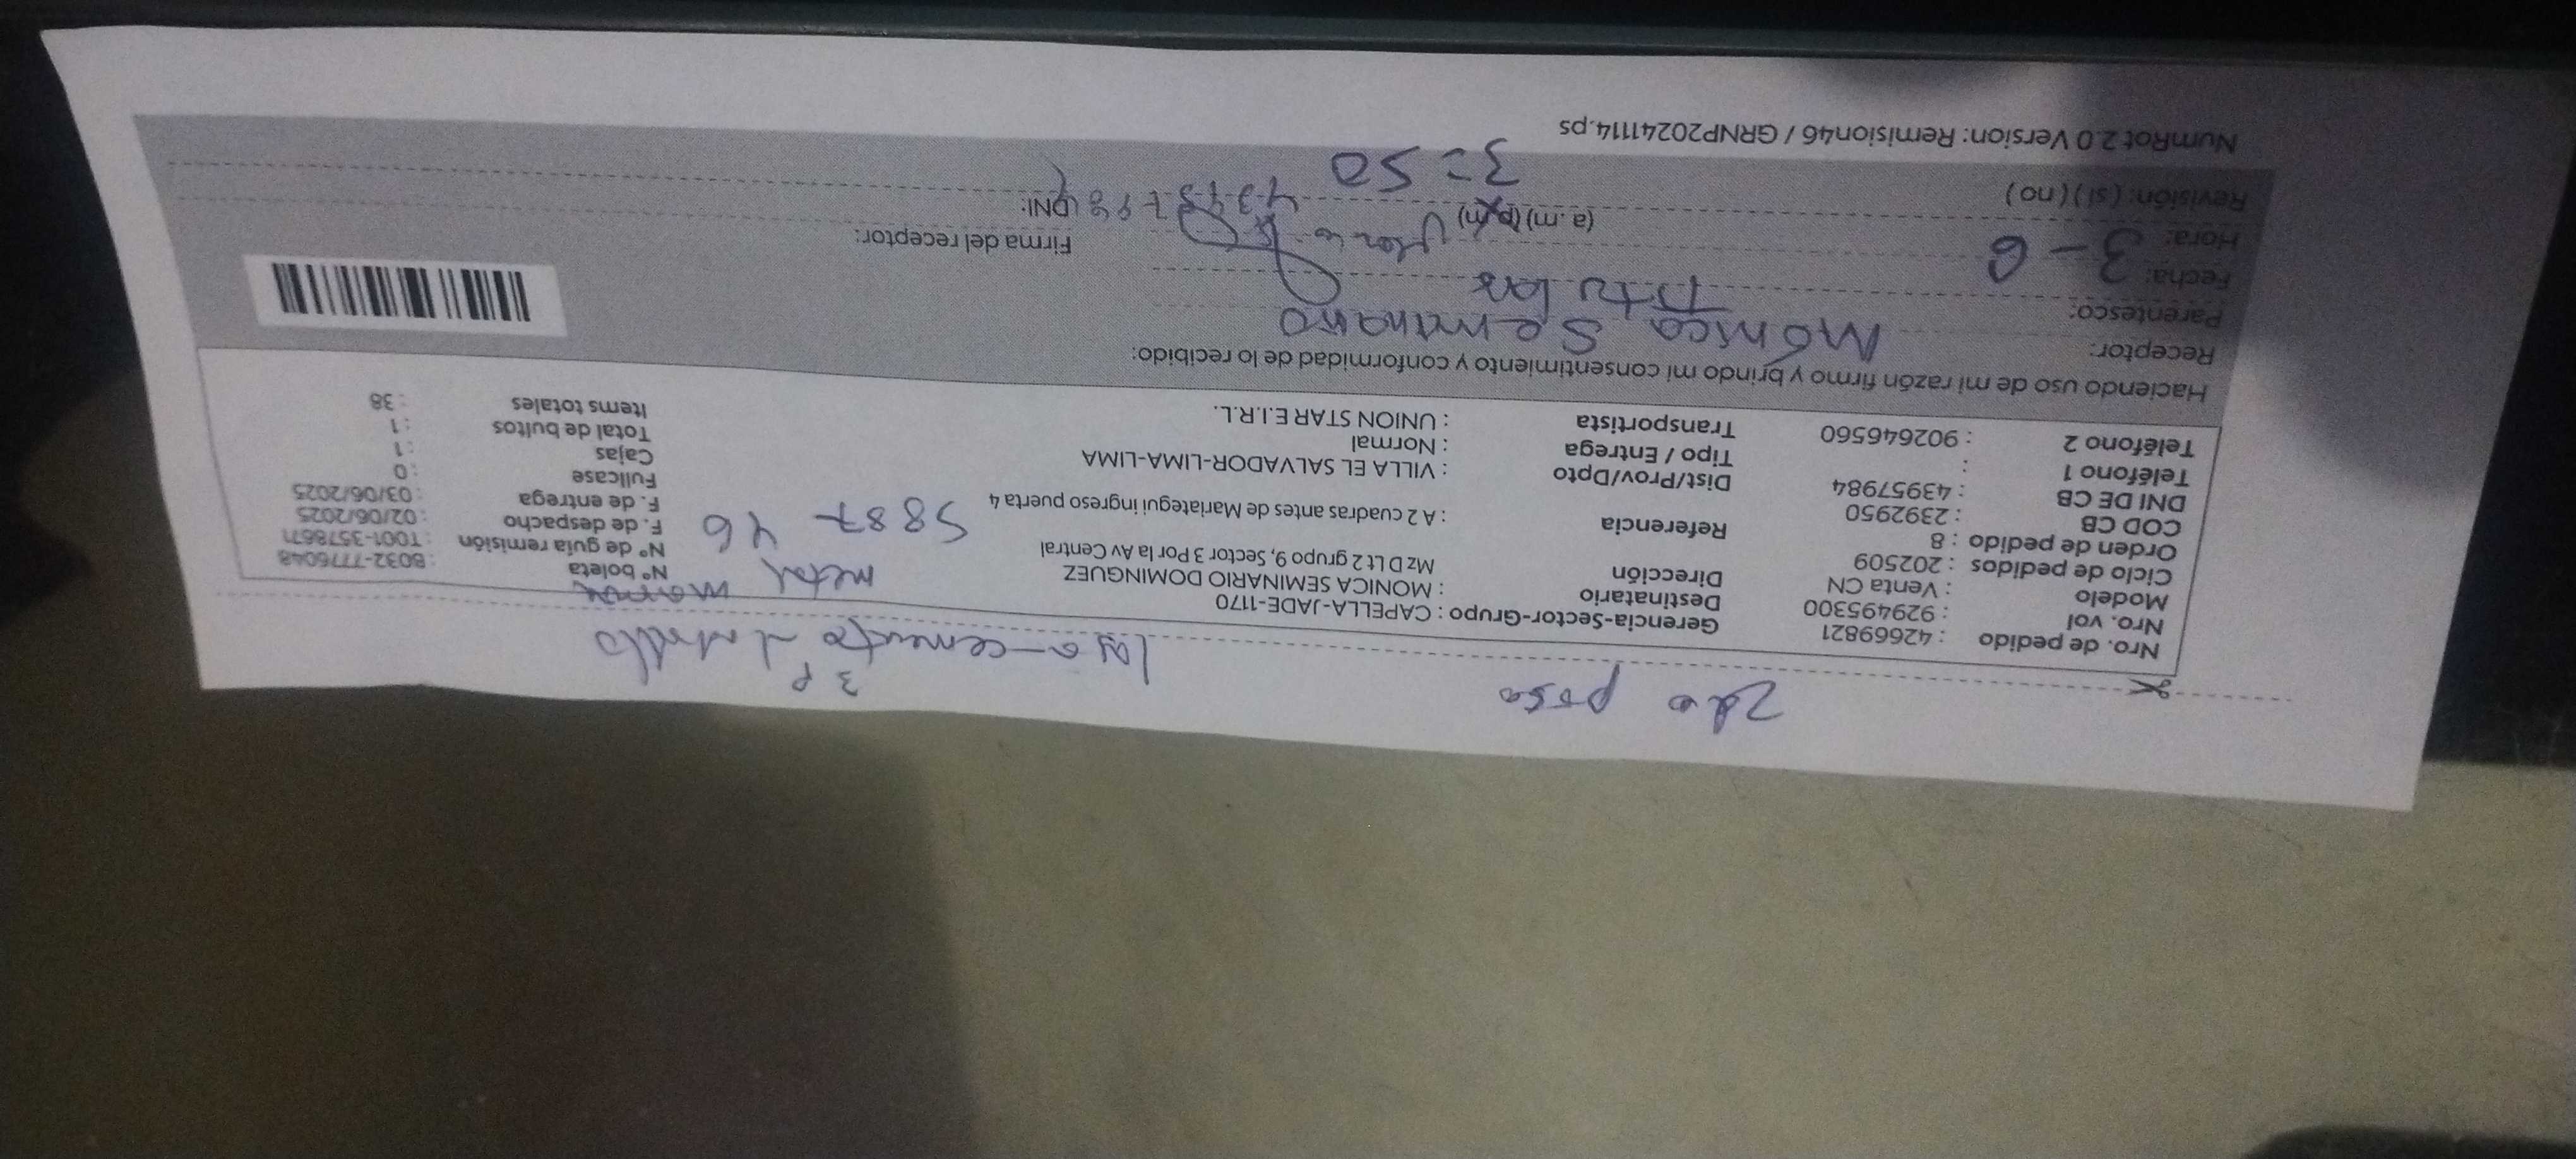 2do piso
3 P
Nro. de pedido : 42669821
Nro. vol : 929495300
Modelo : Venta CN
Ciclo de pedidos : 202509
Orden de pedido : 8
COD CB : 2392950
DNI DE CB : 43957984
Teléfono 1 :
Teléfono 2 : 902646560
Gerencia-Sector-Grupo : CAPELLA-JADE-1170
Destinatario : MONICA SEMINARIO DOMINGUEZ
Dirección Mz D Lt 2 grupo 9, Sector 3 Por la Av Central
Referencia : A 2 cuadras antes de Mariategui ingreso puerta 4
Dist/Prov/Dpto : VILLA EL SALVADOR-LIMA-LIMA
Tipo / Entrega : Normal
Transportista : UNION STAR E.I.R.L.
metal
5887 46
N° boleta : B032-7776048
N° de guía remisión : T001-3578671
F. de despacho : 02/06/2025
F. de entrega : 03/06/2025
Fullcase : 0
Cajas : 1
Total de bultos : 1
Items totales : 38
Haciendo uso de mi razón firmo y brindo mi consentimiento y conformidad de lo recibido:
Receptor: Mónica Seminario
Parentesco: Titular
Fecha: 3-6
Hora: (a.m) (p.m) 3=50
Revisión: (si) (no)
Firma del receptor:
DNI: 43957984
NumRot 2.0 Version: Remision46 / GRNP20241114.ps